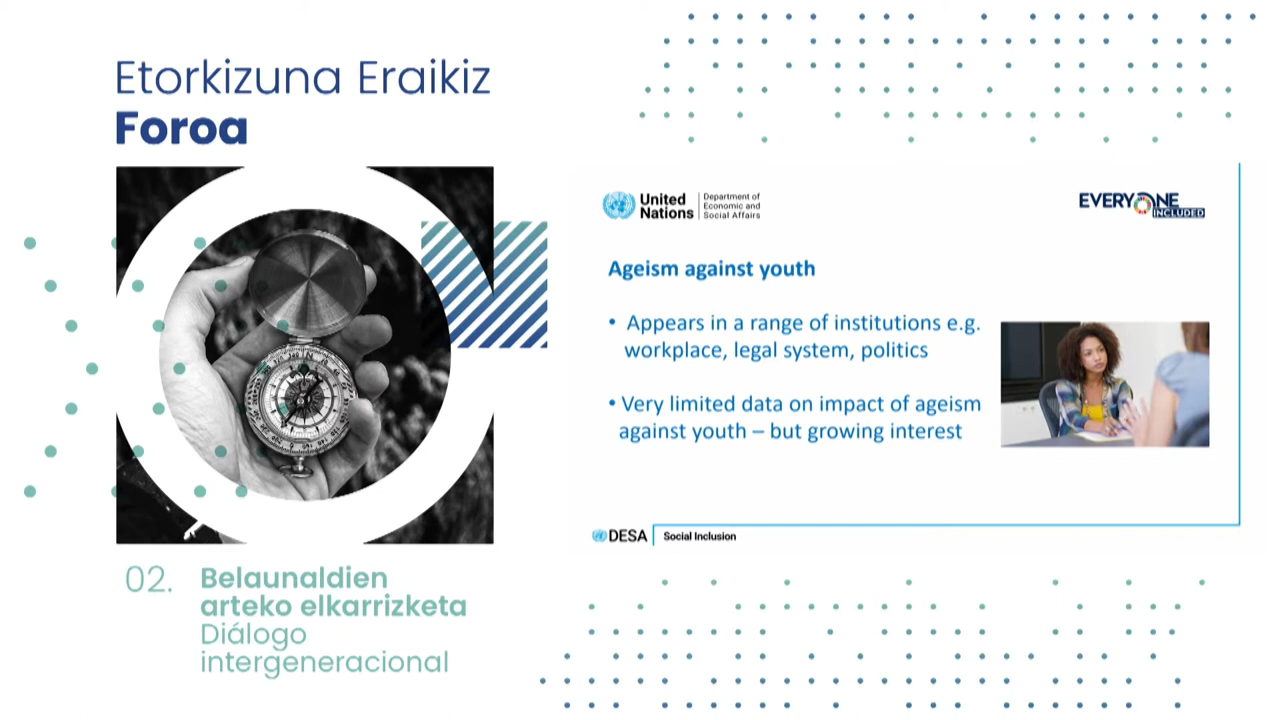 Etorkizuna Eraikiz
Foroa
United
Nations
Department of
Economic and
Social Affairs
EVERYONE
INCLUDED
Ageism against youth
• Appears in a range of institutions e.g.
workplace, legal system, politics
• Very limited data on impact of ageism
against youth – but growing interest
DESA
Social Inclusion
02.
Belaunaldien
arteko elkarrizketa
Diálogo
intergeneracional